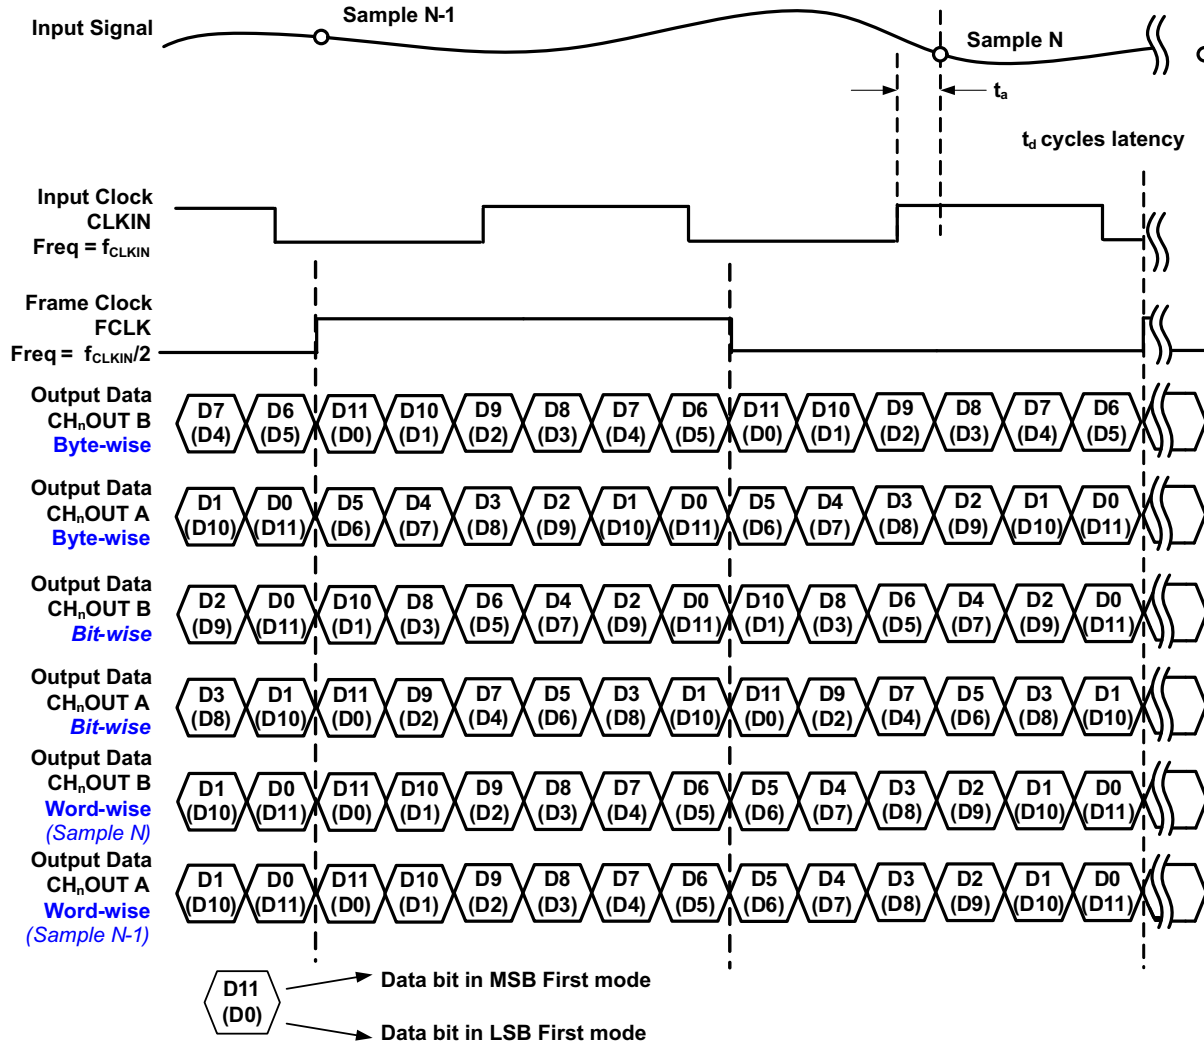 Input Signal
Sample N-1
Sample N
tₐ
t_d cycles latency
Input Clock
CLKIN
Freq = f_CLKIN
Frame Clock
FCLK
Freq = f_CLKIN/2
Output Data
CHₙOUT B
Byte-wise
D7 D6 D11 D10 D9 D8 D7 D6 D11 D10 D9 D8 D7 D6
(D4) (D5) (D0) (D1) (D2) (D3) (D4) (D5) (D0) (D1) (D2) (D3) (D4) (D5)
Output Data
CHₙOUT A
Byte-wise
D1 D0 D5 D4 D3 D2 D1 D0 D5 D4 D3 D2 D1 D0
(D10) (D11) (D6) (D7) (D8) (D9) (D10) (D11) (D6) (D7) (D8) (D9) (D10) (D11)
Output Data
CHₙOUT B
Bit-wise
D2 D0 D10 D8 D6 D4 D2 D0 D10 D8 D6 D4 D2 D0
(D9) (D11) (D1) (D3) (D5) (D7) (D9) (D11) (D1) (D3) (D5) (D7) (D9) (D11)
Output Data
CHₙOUT A
Bit-wise
D3 D1 D11 D9 D7 D5 D3 D1 D11 D9 D7 D5 D3 D1
(D8) (D10) (D0) (D2) (D4) (D6) (D8) (D10) (D0) (D2) (D4) (D6) (D8) (D10)
Output Data
CHₙOUT B
Word-wise
(Sample N)
D1 D0 D11 D10 D9 D8 D7 D6 D5 D4 D3 D2 D1 D0
(D10) (D11) (D0) (D1) (D2) (D3) (D4) (D5) (D6) (D7) (D8) (D9) (D10) (D11)
Output Data
CHₙOUT A
Word-wise
(Sample N-1)
D1 D0 D11 D10 D9 D8 D7 D6 D5 D4 D3 D2 D1 D0
(D10) (D11) (D0) (D1) (D2) (D3) (D4) (D5) (D6) (D7) (D8) (D9) (D10) (D11)
D11
(D0)
Data bit in MSB First mode
Data bit in LSB First mode